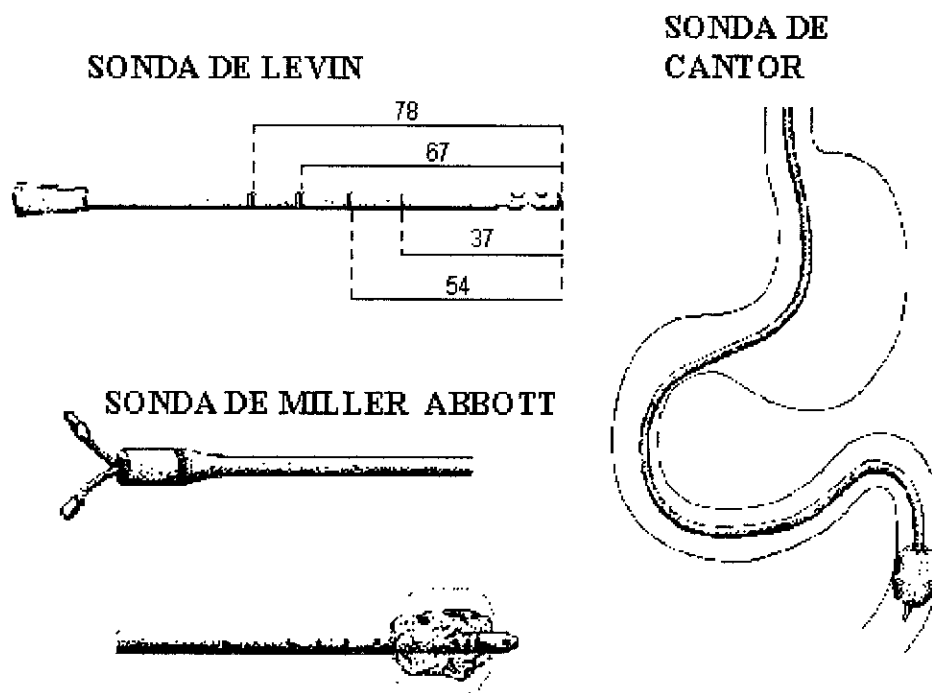 SONDA DE LEVIN
78
67
37
54
SONDA DE MILLER ABBOTT
SONDA DE
CANTOR